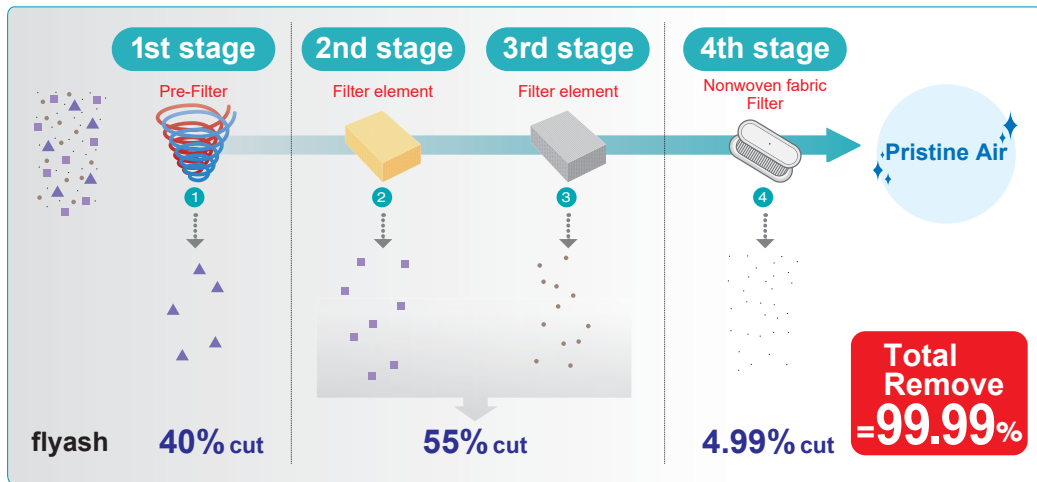 1st stage
2nd stage
3rd stage
4th stage
Pre-Filter
Filter element
Filter element
Nonwoven fabric
Filter
Pristine Air
1
2
3
4
flyash
40% cut
55% cut
4.99% cut
Total
Remove
=99.99%